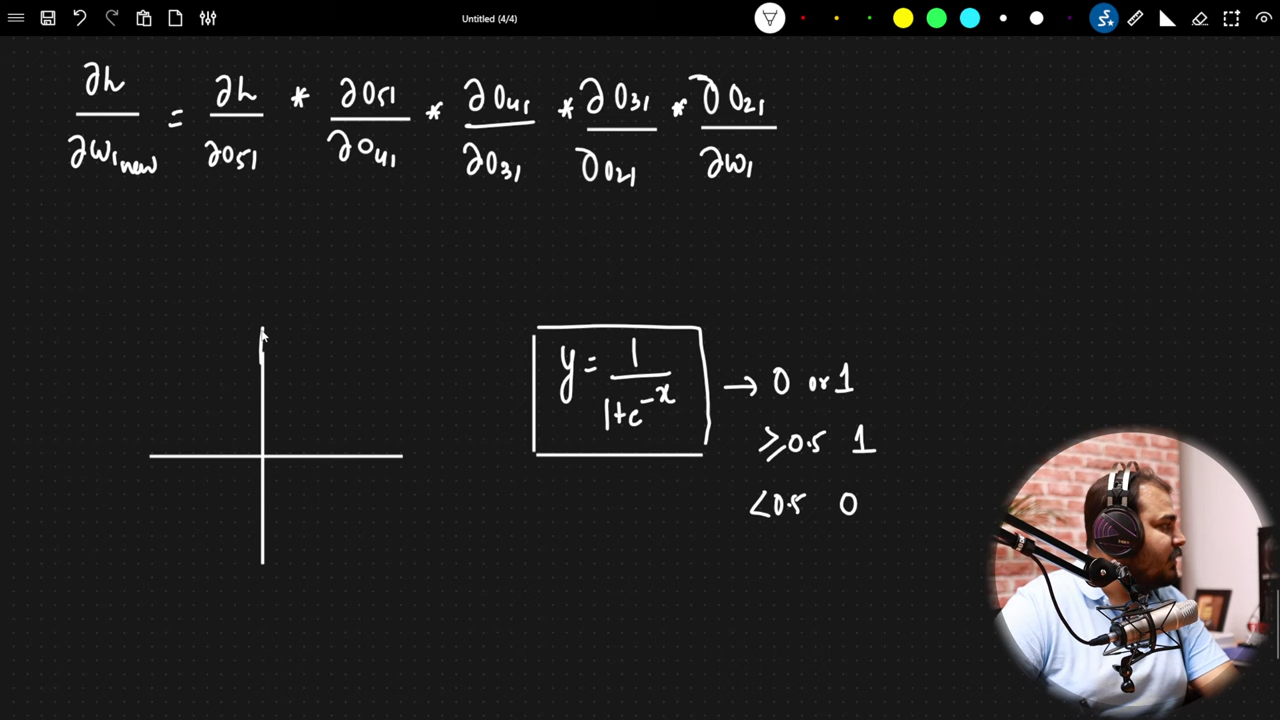 Untitled (4/4)
∂h/∂w1new = ∂h/∂O51 * ∂O51/∂O41 * ∂O41/∂O31 * ∂O31/∂O21 * ∂O21/∂w1
y = 1/1+e^-x → 0 or 1
≥0.5 1
<0.5 0